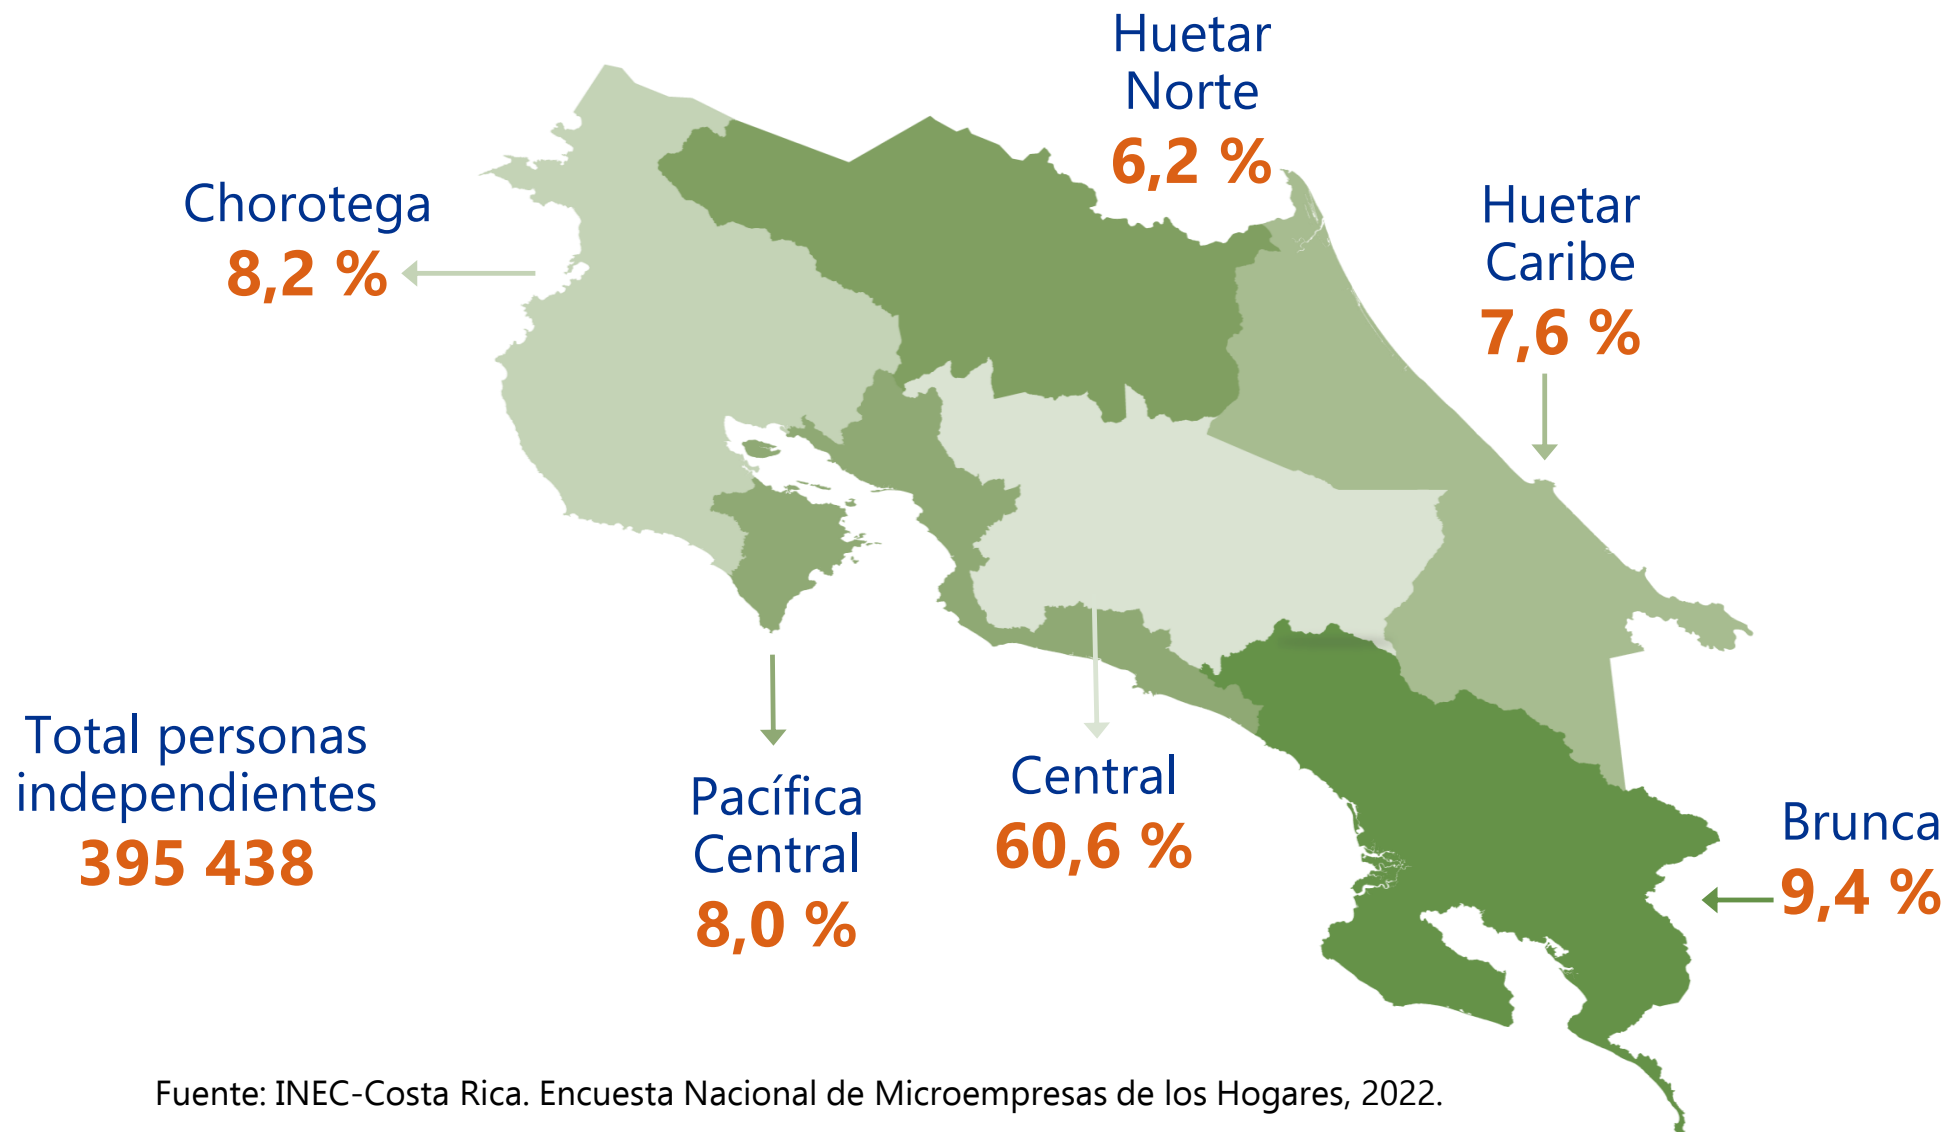 Huetar
Norte
6,2 %
Chorotega
8,2 %
Huetar
Caribe
7,6 %
Total personas
independientes
395 438
Pacífica
Central
8,0 %
Central
60,6 %
Brunca
9,4 %
Fuente: INEC-Costa Rica. Encuesta Nacional de Microempresas de los Hogares, 2022.